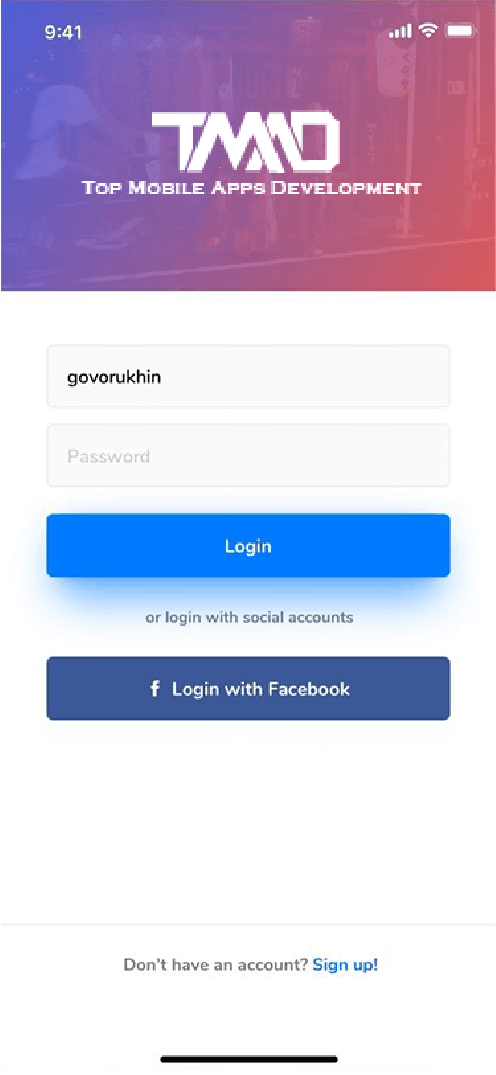 9:41
TMAD
TOP MOBILE APPS DEVELOPMENT
govorukhin
Password
Login
or login with social accounts
f Login with Facebook
Don't have an account? Sign up!